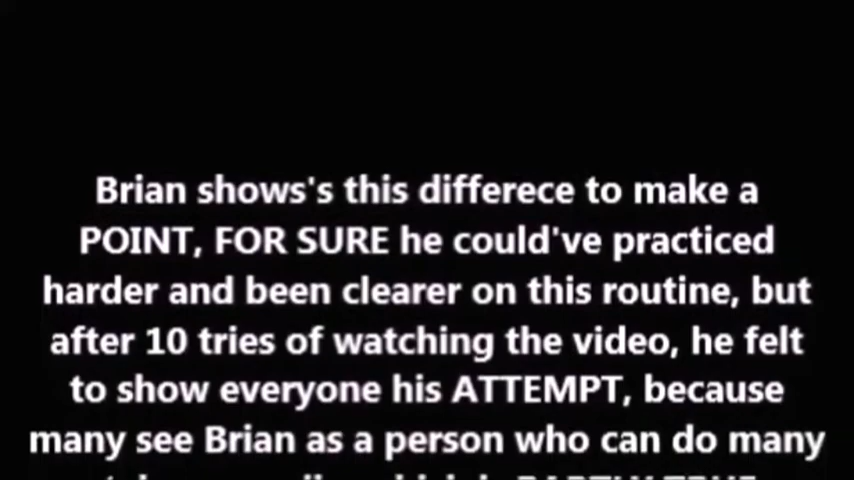 Brian shows's this differece to make a
POINT, FOR SURE he could've practiced
harder and been clearer on this routine, but
after 10 tries of watching the video, he felt
to show everyone his ATTEMPT, because
many see Brian as a person who can do many